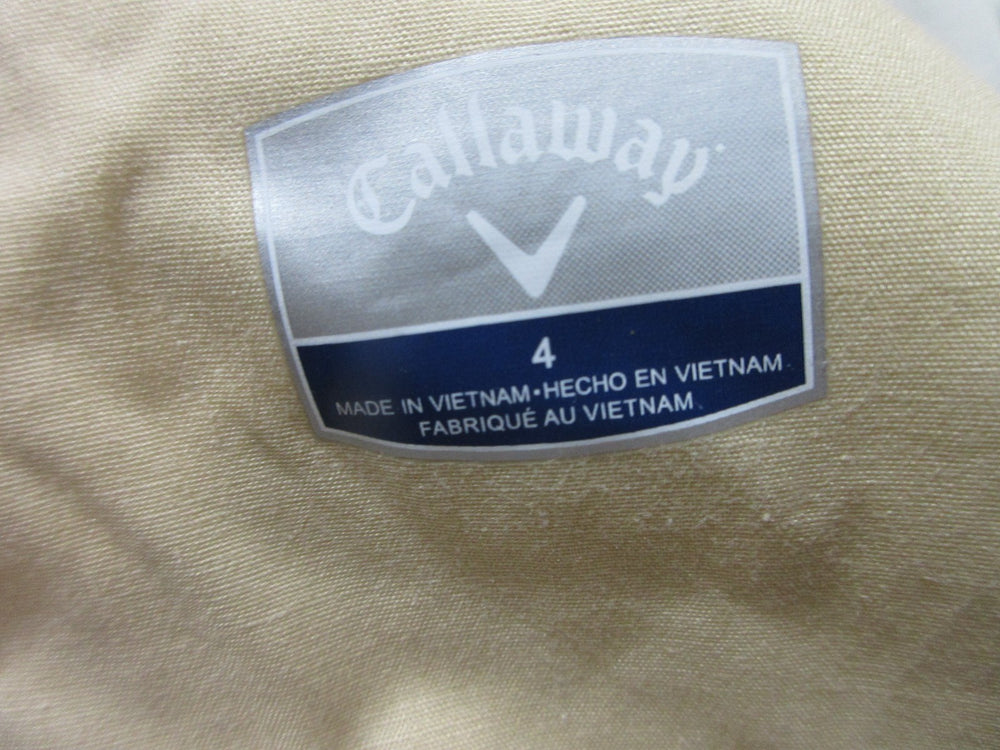 Callaway
4
MADE IN VIETNAM•HECHO EN VIETNAM
FABRIQUÉ AU VIETNAM